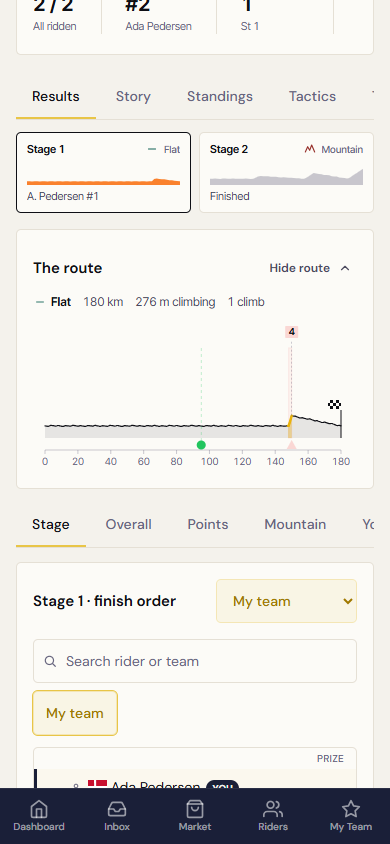 2 / 2
#2
1
All ridden
Ada Pedersen
St 1
Results
Story
Standings
Tactics
Stage 1
Flat
A. Pedersen #1
Stage 2
Mountain
Finished
The route
Hide route
Flat
180 km
276 m climbing
1 climb
4
0 20 40 60 80 100 120 140 160 180
Stage
Overall
Points
Mountain
Yo
Stage 1 · finish order
My team
Search rider or team
My team
PRIZE
Ada Pedersen
YOU
Dashboard
Inbox
Market
Riders
My Team